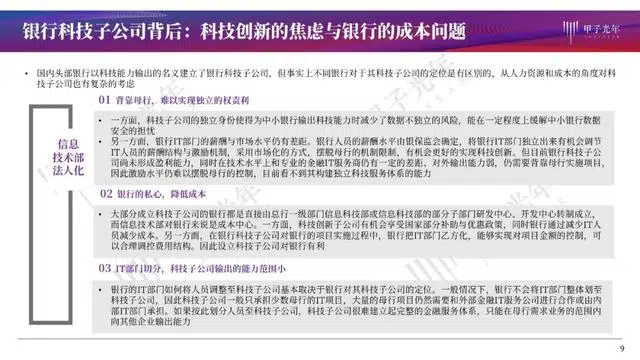 银行科技子公司背后：科技创新的焦虑与银行的成本问题
甲子光年
• 国内头部银行以科技能力输出的名义建立了银行科技子公司，但事实上不同银行对于其科技子公司的定位是有区别的，从人力资源和成本的角度对科
技子公司也有复杂的考虑
01 背靠母行，难以实现独立的权责利
• 一方面，科技子公司的独立身份使得为中小银行输出科技能力时减少了数据不独立的风险，能在一定程度上缓解中小银行数据
安全的担忧
• 另一方面，银行IT部门的薪酬与市场水平仍有差距。银行人员的薪酬水平由银保监会确定，将银行IT部门独立出来有机会调节
IT人员的薪酬结构与激励机制，采用市场化的方式，摆脱母行的机制限制，有机会更好的实现科技创新。但目前银行科技子公
司尚未形成盈利能力，同时在技术水平上和专业的金融IT服务商仍有一定的差距、对外输出能力弱，仍需要背靠母行实施项目，
因此激励水平仍难以脱离母行的控制，目前看不到其构建独立科技服务体系的能力
信息
技术部
法人化
02 银行的私心，降低成本
• 大部分成立科技子公司的银行都是直接由总行一级部门信息科技部或信息科技部的部分子部门研发中心、开发中心转制成立，
而信息技术部对银行来说是成本中心。一方面，科技创新子公司有机会享受国家部分补助与优惠政策，同时银行通过减少IT人
员减少成本。另一方面，在银行科技子公司对银行的项目实施过程中，银行把IT部门乙方化，能够实现对项目金额的控制，可
以合理调控费用结构。因此设立科技子公司对银行有利
03 IT部门切分，科技子公司输出的能力范围小
• 银行的IT部门如何将人员调整至科技子公司基本取决于银行对其科技子公司的定位。一般情况下，银行不会将IT部门整体划至
科技子公司，因此科技子公司一般只承担少数母行的IT项目，大量的母行项目仍然需要和外部金融IT服务公司进行合作或由内
部IT部门承担。如果按此划分人员至科技子公司，科技子公司很难建立起完整的金融服务体系，只能在母行需求业务的范围内
向其他企业输出能力
9